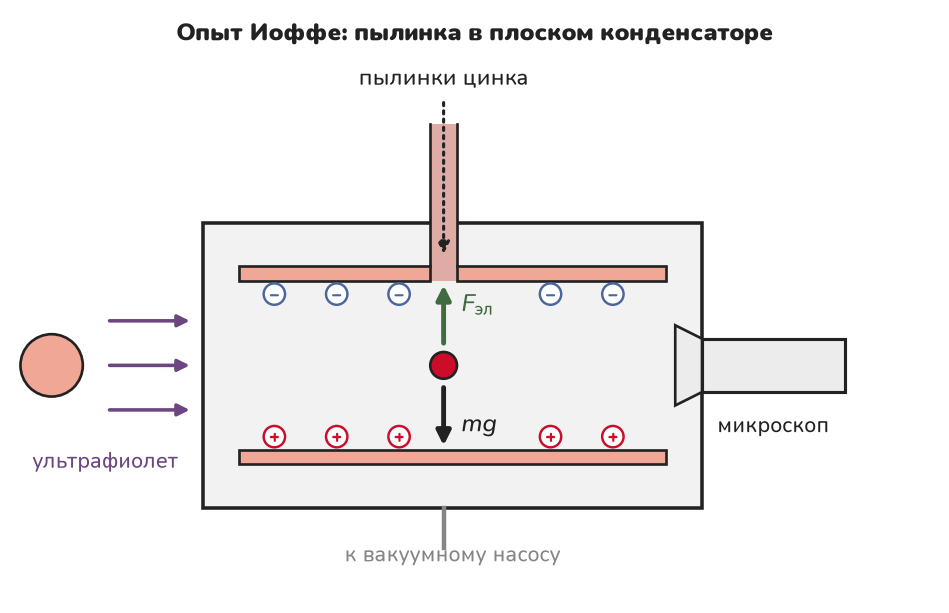 Опыт Иоффе: пылинка в плоском конденсаторе
пылинки цинка
− − − − −
Fэл
mg
+ + + + +
микроскоп
ультрафиолет
к вакуумному насосу